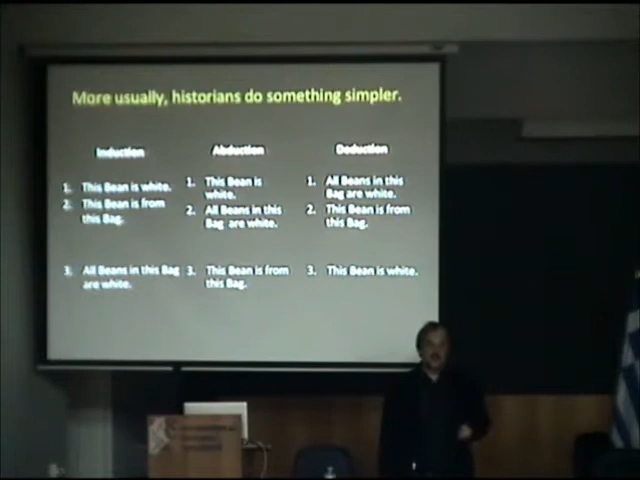 More usually, historians do something simpler.
Induction
1. This Bean is white.
2. This Bean is from
this Bag.
3. All Beans in this Bag
are white.
Abduction
1. This Bean is
white.
2. All Beans in this
Bag are white.
3. This Bean is from
this Bag.
Deduction
1. All Beans in this
Bag are white.
2. This Bean is from
this Bag.
3. This Bean is white.